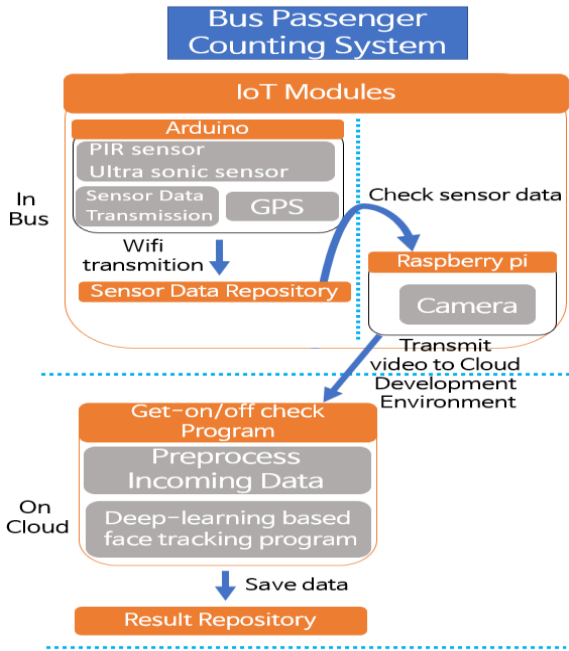 Bus Passenger
Counting System
IoT Modules
Arduino
PIR sensor
Ultra sonic sensor
Sensor Data
Transmission
GPS
In
Bus
Wifi
transmition
Sensor Data Repository
Check sensor data
Raspberry pi
Camera
Transmit
video to Cloud
Development
Environment
Get-on/off check
Program
Preprocess
Incoming Data
On
Cloud
Deep-learning based
face tracking program
Save data
Result Repository